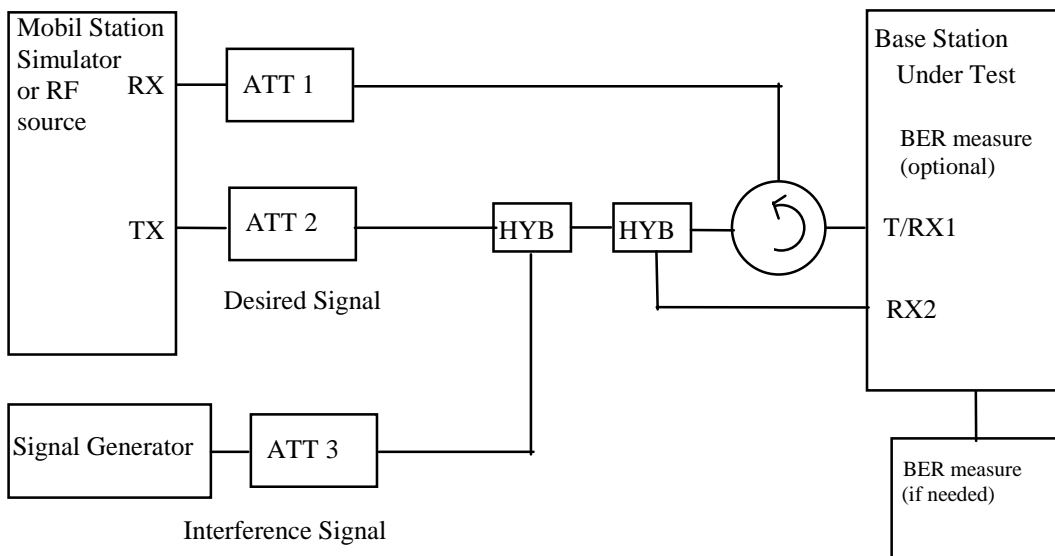 Mobil Station
Simulator
or RF
source
RX
TX
ATT 1
ATT 2
Desired Signal
HYB
HYB
Base Station
Under Test
BER measure
(optional)
T/RX1
RX2
Signal Generator
ATT 3
Interference Signal
BER measure
(if needed)